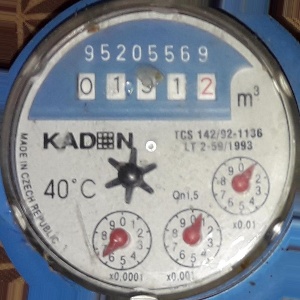 95205569
01912
m³
KADEN
TCS 142/92-1136
LT 2-59/1993
MADE IN CZECH REPUBLIC
40°C
Qn1,5
x0.01
x0.0001
x0.001